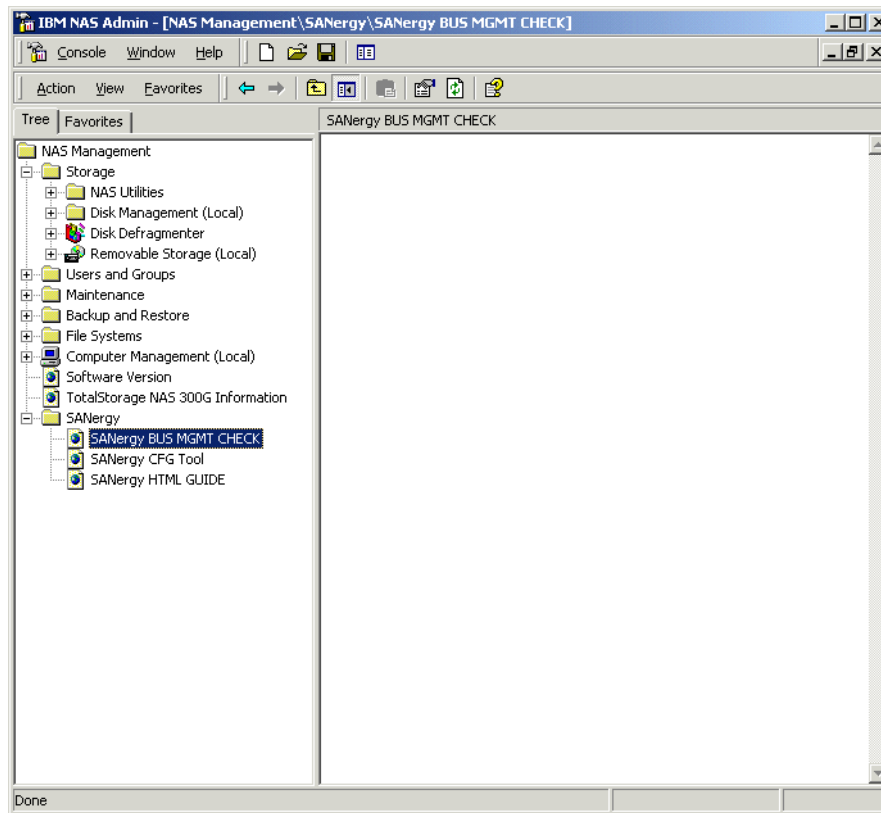 IBM NAS Admin - [NAS Management\SANergy\SANergy BUS MGMT CHECK]
Console Window Help
Action View Favorites
Tree Favorites SANergy BUS MGMT CHECK
NAS Management
Storage
NAS Utilities
Disk Management (Local)
Disk Defragmenter
Removable Storage (Local)
Users and Groups
Maintenance
Backup and Restore
File Systems
Computer Management (Local)
Software Version
TotalStorage NAS 300G Information
SANergy
SANergy BUS MGMT CHECK
SANergy CFG Tool
SANergy HTML GUIDE
Done